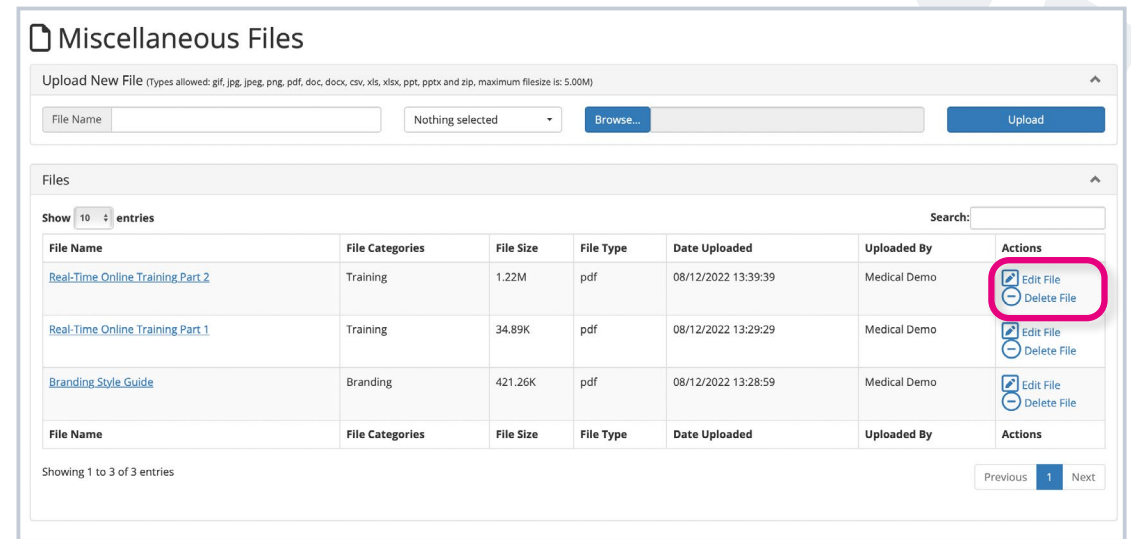 Miscellaneous Files
Upload New File (Types allowed: gif, jpg, jpeg, png, pdf, doc, docx, csv, xls, xlsx, ppt, pptx and zip, maximum filesize is: 5.00M)
File Name Nothing selected Browse... Upload
Files
Show 10 entries Search:
File Name File Categories File Size File Type Date Uploaded Uploaded By Actions
Real-Time Online Training Part 2 Training 1.22M pdf 08/12/2022 13:39:39 Medical Demo Edit File
Delete File
Real-Time Online Training Part 1 Training 34.89K pdf 08/12/2022 13:29:29 Medical Demo Edit File
Delete File
Branding Style Guide Branding 421.26K pdf 08/12/2022 13:28:59 Medical Demo Edit File
Delete File
File Name File Categories File Size File Type Date Uploaded Uploaded By Actions
Showing 1 to 3 of 3 entries Previous 1 Next